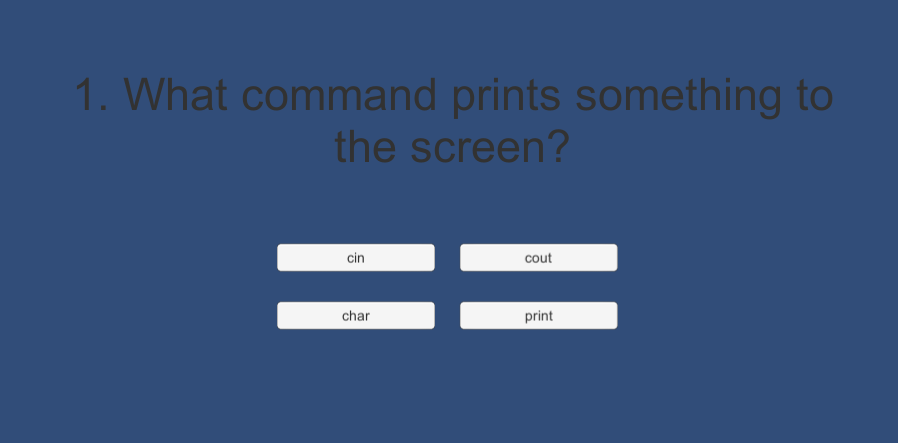 1. What command prints something to
the screen?
cin
cout
char
print